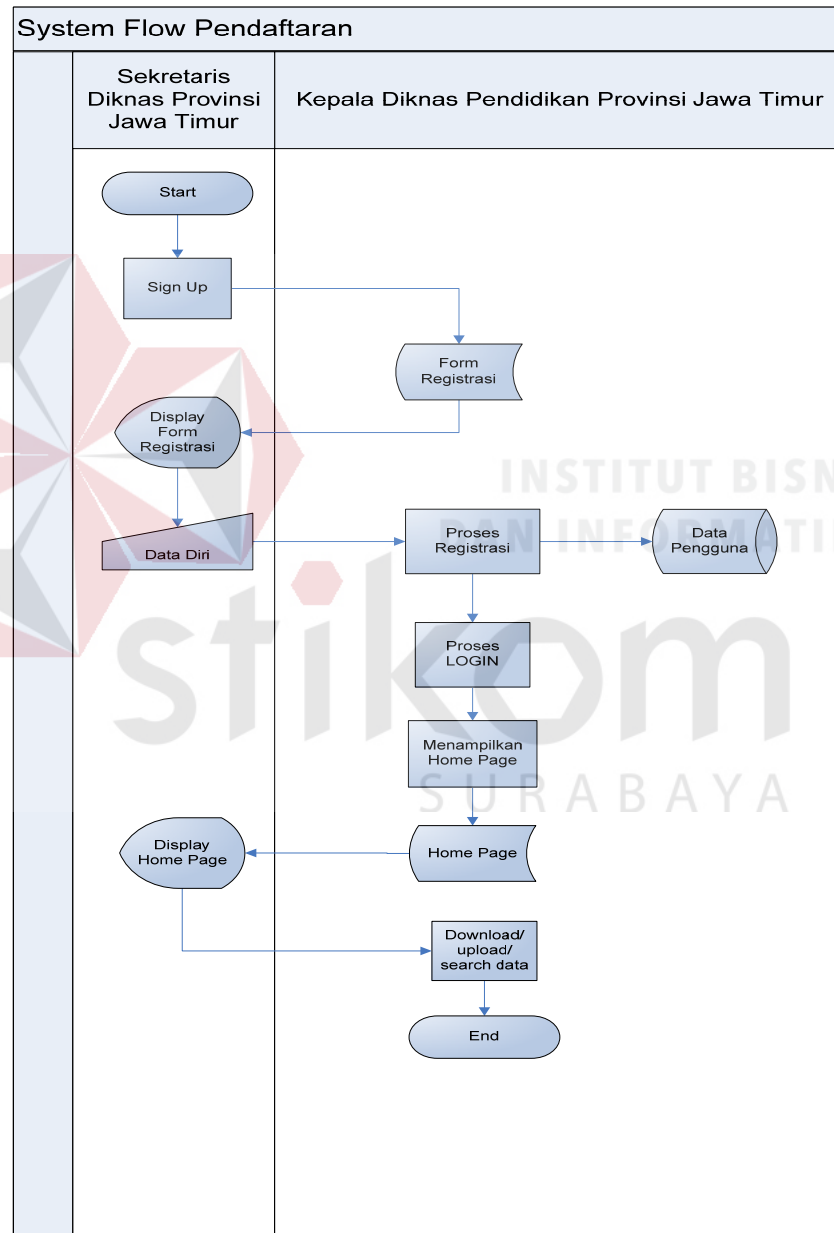 System Flow Pendaftaran
Sekretaris
Diknas Provinsi
Jawa Timur
Kepala Diknas Pendidikan Provinsi Jawa Timur
Start
Sign Up
Form
Registrasi
Display
Form
Registrasi
INSTITUT BISN
DAN INFORMATI
Data Diri
Proses
Registrasi
Data
Pengguna
stikom
Proses
LOGIN
Menampilkan
Home Page
SURABAYA
Display
Home Page
Home Page
Download/
upload/
search data
End